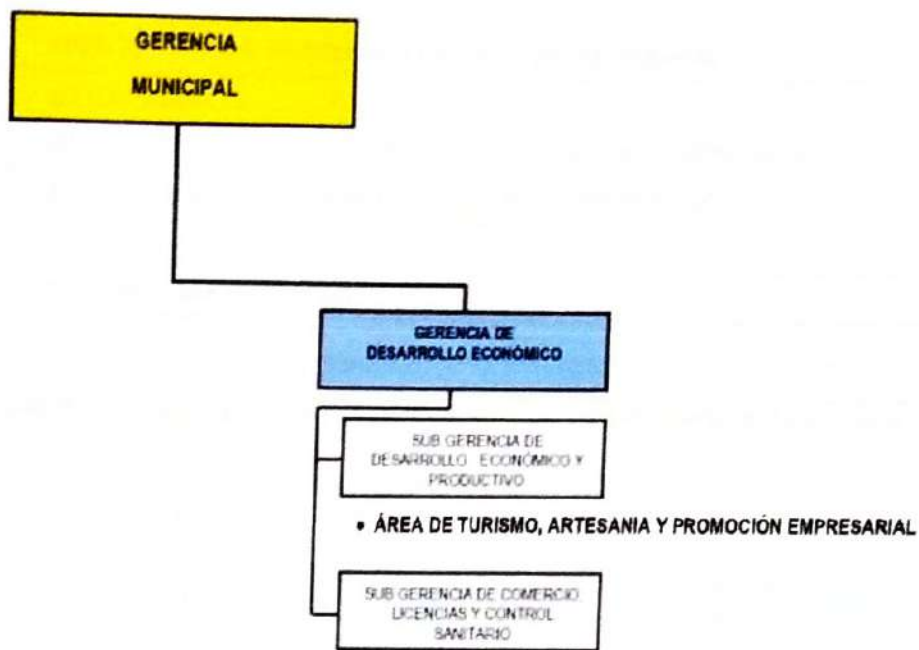 GERENCIA
MUNICIPAL
GERENCIA DE
DESARROLLO ECONÓMICO
SUB GERENCIA DE
DESARROLLO ECONÓMICO Y
PRODUCTIVO
• ÁREA DE TURISMO, ARTESANIA Y PROMOCIÓN EMPRESARIAL
SUB GERENCIA DE COMERCIO
LICENCIAS Y CONTROL
SANITARIO